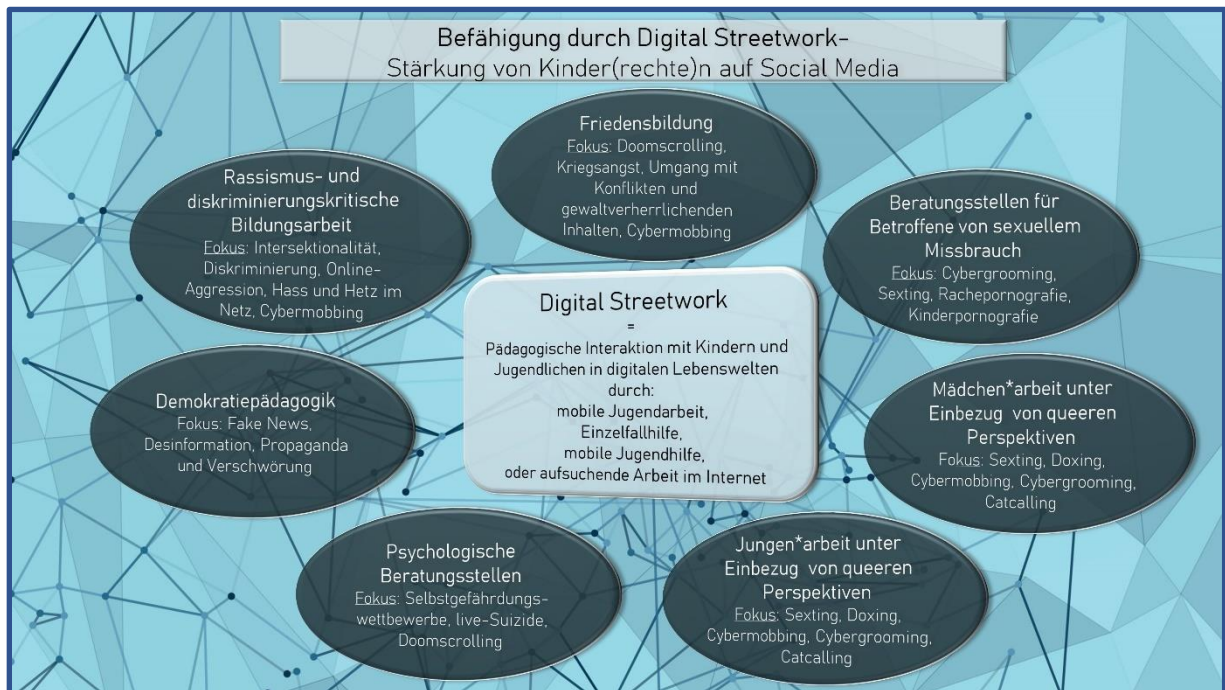 Befähigung durch Digital Streetwork-
Stärkung von Kinder(rechte)n auf Social Media
Friedensbildung
Fokus: Doomscrolling,
Kriegsangst, Umgang mit
Konflikten und
gewaltverherrlichenden
Inhalten, Cybermobbing
Rassismus- und
diskriminierungskritische
Bildungsarbeit
Fokus: Intersektionalität,
Diskriminierung, Online-
Aggression, Hass und Hetz im
Netz, Cybermobbing
Beratungsstellen für
Betroffene von sexuellem
Missbrauch
Fokus: Cybergrooming,
Sexting, Rachepornografie,
Kinderpornografie
Digital Streetwork
=
Pädagogische Interaktion mit Kindern und
Jugendlichen in digitalen Lebenswelten
durch:
mobile Jugendarbeit,
Einzelfallhilfe,
mobile Jugendhilfe,
oder aufsuchende Arbeit im Internet
Demokratiepädagogik
Fokus: Fake News,
Desinformation, Propaganda
und Verschwörung
Mädchen*arbeit unter
Einbezug von queeren
Perspektiven
Fokus: Sexting, Doxing,
Cybermobbing, Cybergrooming,
Catcalling
Psychologische
Beratungsstellen
Fokus: Selbstgefährdungs-
wettbewerbe, live-Suizide,
Doomscrolling
Jungen*arbeit unter
Einbezug von queeren
Perspektiven
Fokus: Sexting, Doxing,
Cybermobbing, Cybergrooming,
Catcalling